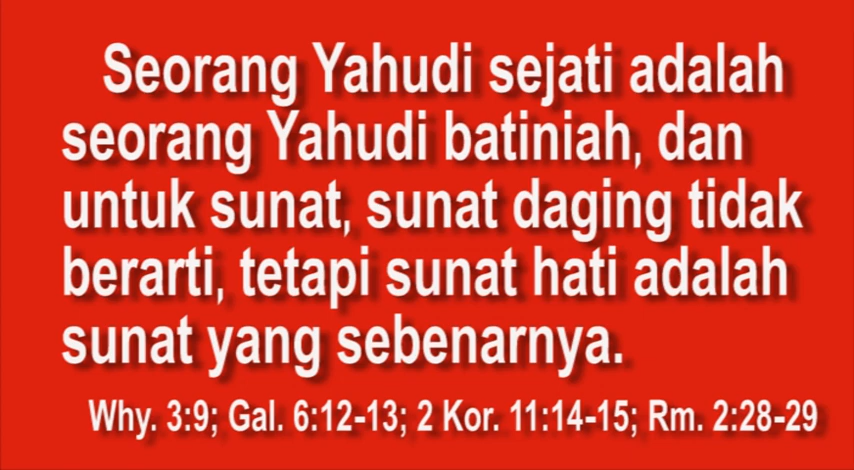 Seorang Yahudi sejati adalah
seorang Yahudi batiniah, dan
untuk sunat, sunat daging tidak
berarti, tetapi sunat hati adalah
sunat yang sebenarnya.
Why. 3:9; Gal. 6:12-13; 2 Kor. 11:14-15; Rm. 2:28-29